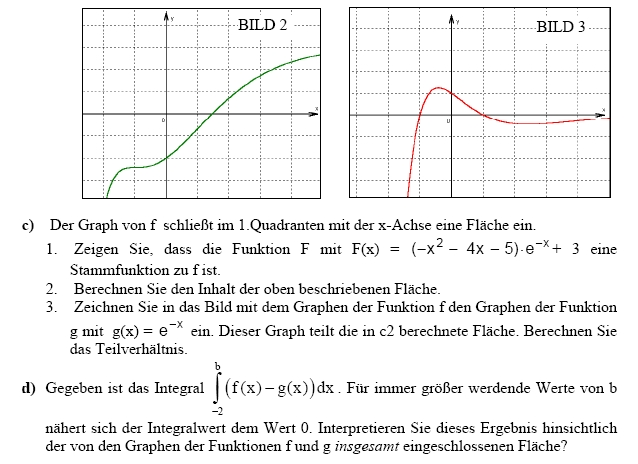 y
BILD 2
x
0
y
BILD 3
x
0
c) Der Graph von f schließt im 1.Quadranten mit der x-Achse eine Fläche ein.
1. Zeigen Sie, dass die Funktion F mit F(x) = (-x² - 4x - 5)·e⁻ˣ + 3 eine
Stammfunktion zu f ist.
2. Berechnen Sie den Inhalt der oben beschriebenen Fläche.
3. Zeichnen Sie in das Bild mit dem Graphen der Funktion f den Graphen der Funktion
g mit g(x) = e⁻ˣ ein. Dieser Graph teilt die in c2 berechnete Fläche. Berechnen Sie
das Teilverhältnis.
b
d) Gegeben ist das Integral ∫(f(x) – g(x))dx . Für immer größer werdende Werte von b
–2
nähert sich der Integralwert dem Wert 0. Interpretieren Sie dieses Ergebnis hinsichtlich
der von den Graphen der Funktionen f und g insgesamt eingeschlossenen Fläche?